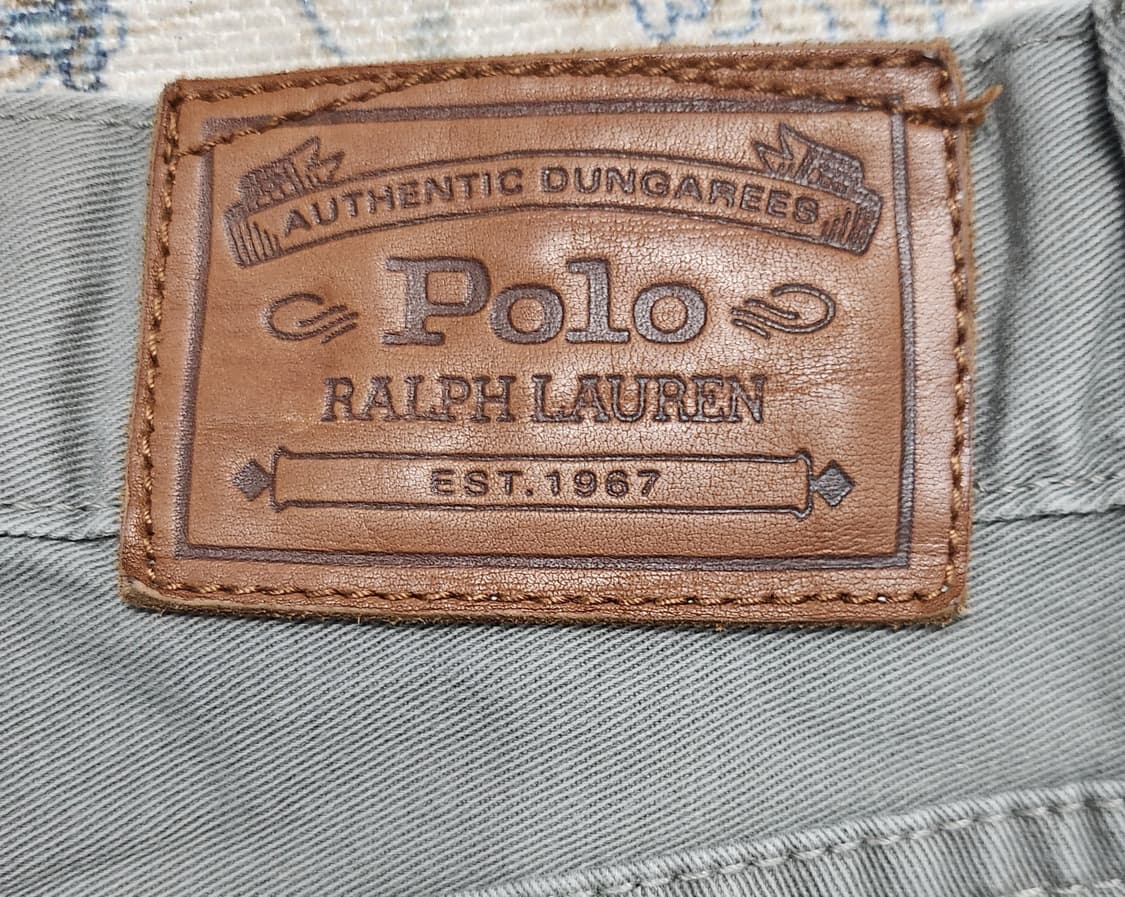 AUTHENTIC DUNGAREES
Polo
RALPH LAUREN
EST.1967